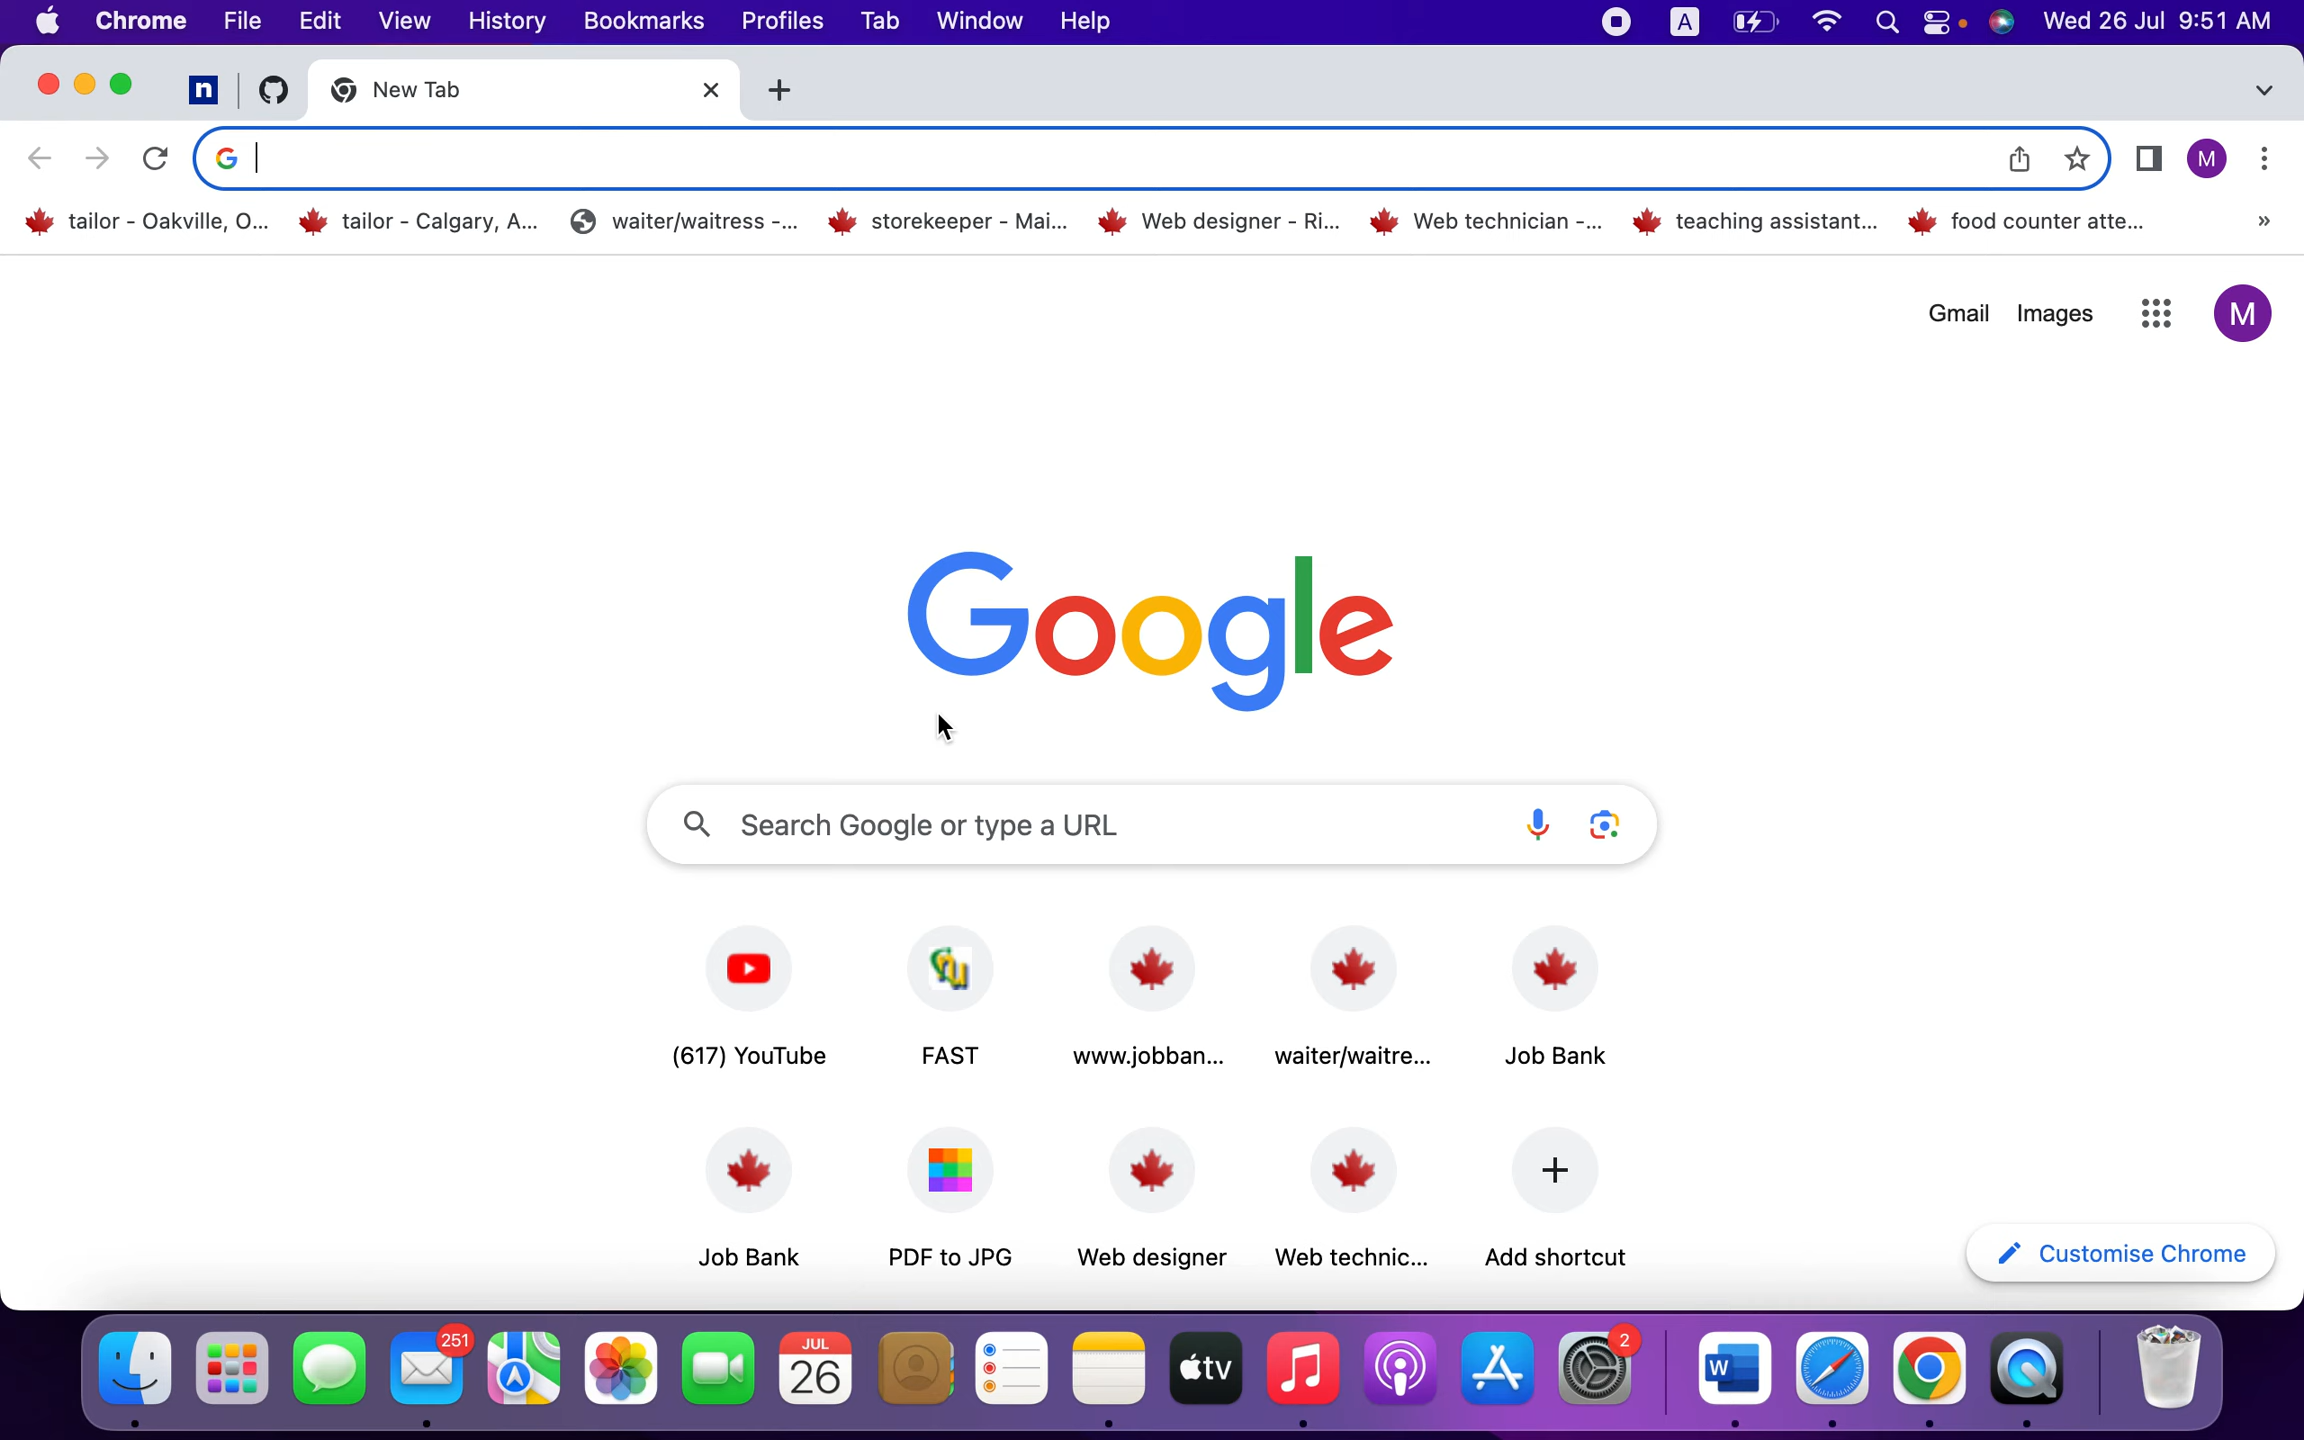 Chrome File Edit View History Bookmarks Profiles Tab Window Help A Wed 26 Jul 9:51 AM
n New Tab
G M
tailor - Oakville, O... tailor - Calgary, A... waiter/waitress -... storekeeper - Mai... Web designer - Ri... Web technician -... teaching assistant... food counter atte... »
Gmail Images M
Google
Search Google or type a URL
(617) YouTube FAST www.jobban... waiter/waitre... Job Bank
Job Bank PDF to JPG Web designer Web technic... Add shortcut
Customise Chrome
251 JUL 26 tv 2 W